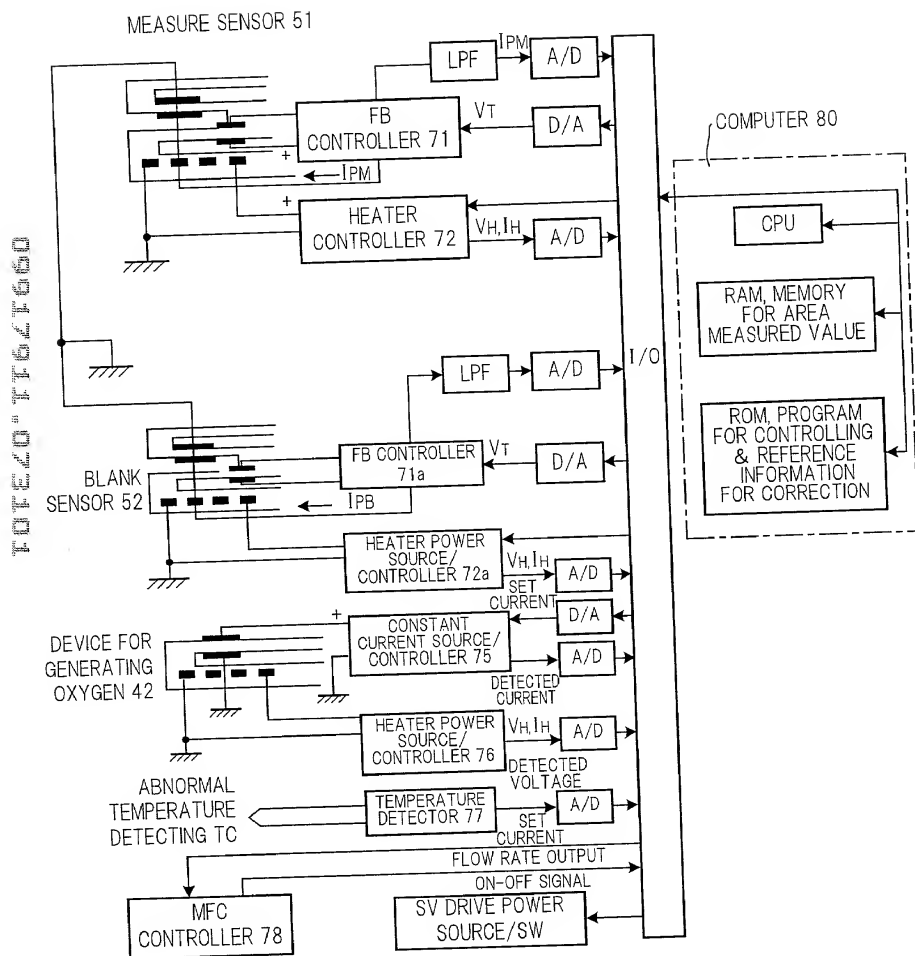 MEASURE SENSOR 51
LPF
IPM
A/D
FB
CONTROLLER 71
VT
D/A
COMPUTER 80
+
IPM
+
HEATER
CONTROLLER 72
VH, IH
A/D
CPU
RAM, MEMORY
FOR AREA
MEASURED VALUE
I/O
LPF
A/D
ROM, PROGRAM
FOR CONTROLLING
& REFERENCE
INFORMATION
FOR CORRECTION
BLANK
SENSOR 52
FB CONTROLLER
71a
VT
D/A
IPB
HEATER POWER
SOURCE/
CONTROLLER 72a
VH, IH
A/D
SET
CURRENT
D/A
DEVICE FOR
GENERATING
OXYGEN 42
+
CONSTANT
CURRENT SOURCE/
CONTROLLER 75
A/D
DETECTED
CURRENT
HEATER POWER
SOURCE/
CONTROLLER
76
VH, IH
A/D
ABNORMAL
TEMPERATURE
DETECTING TC
TEMPERATURE
DETECTOR 77
DETECTED
VOLTAGE
A/D
SET
CURRENT
FLOW RATE OUTPUT
ON-OFF SIGNAL
MFC
CONTROLLER 78
SV DRIVE POWER
SOURCE/SW